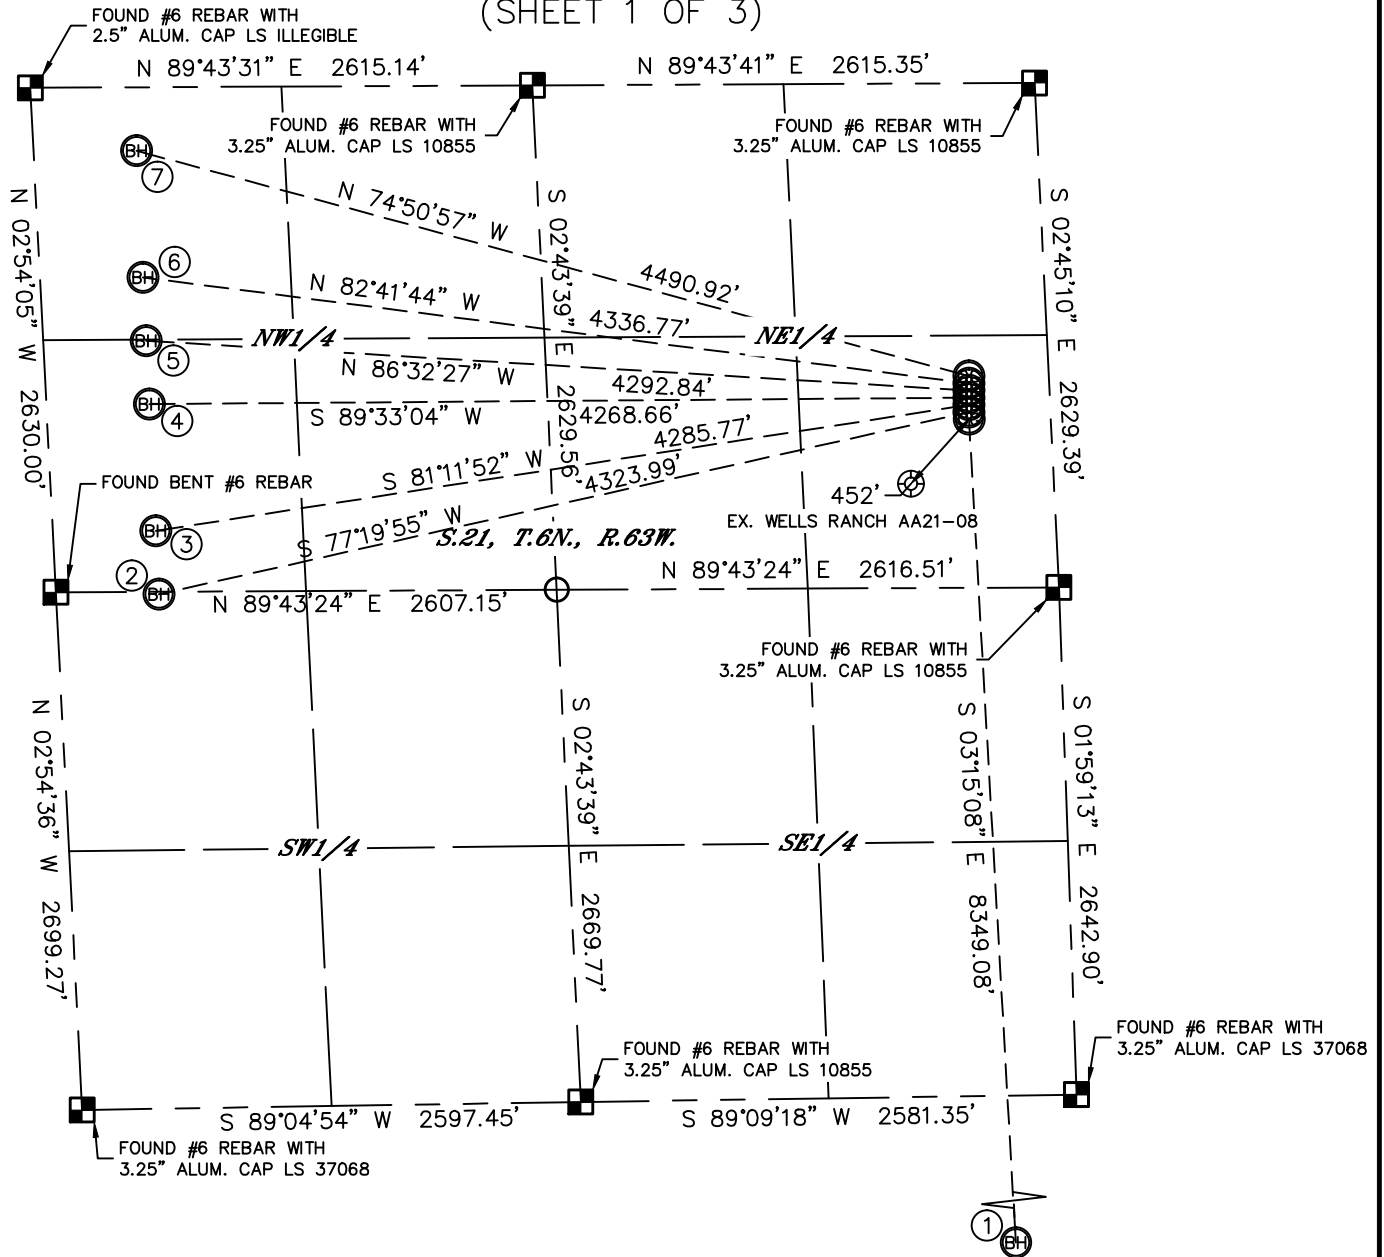 (SHEET 1 OF 3)
FOUND #6 REBAR WITH
2.5" ALUM. CAP LS ILLEGIBLE
N 89°43'31" E 2615.14'
N 89°43'41" E 2615.35'
FOUND #6 REBAR WITH
3.25" ALUM. CAP LS 10855
FOUND #6 REBAR WITH
3.25" ALUM. CAP LS 10855
BH
7
N 74°50'57" W
4490.92'
N 02°54'05" W 2630.00'
S 02°43'39" E 2629.56'
S 02°45'10" E 2629.39'
BH
6
N 82°41'44" W
4336.77'
NW1/4
NE1/4
BH
5
N 86°32'27" W
4292.84'
BH
4
S 89°33'04" W
4268.66'
S 81°11'52" W
4285.77'
FOUND BENT #6 REBAR
4323.99'
452'
EX. WELLS RANCH AA21-08
BH
3
S 77°19'55" W
S.21, T.6N., R.63W.
2
BH
N 89°43'24" E 2607.15'
N 89°43'24" E 2616.51'
FOUND #6 REBAR WITH
3.25" ALUM. CAP LS 10855
N 02°54'36" W 2699.27'
S 02°43'39" E 2669.77'
S 03°15'08" E 8349.08'
S 01°59'13" E 2642.90'
SW1/4
SE1/4
FOUND #6 REBAR WITH
3.25" ALUM. CAP LS 37068
FOUND #6 REBAR WITH
3.25" ALUM. CAP LS 10855
S 89°04'54" W 2597.45'
S 89°09'18" W 2581.35'
FOUND #6 REBAR WITH
3.25" ALUM. CAP LS 37068
1
BH